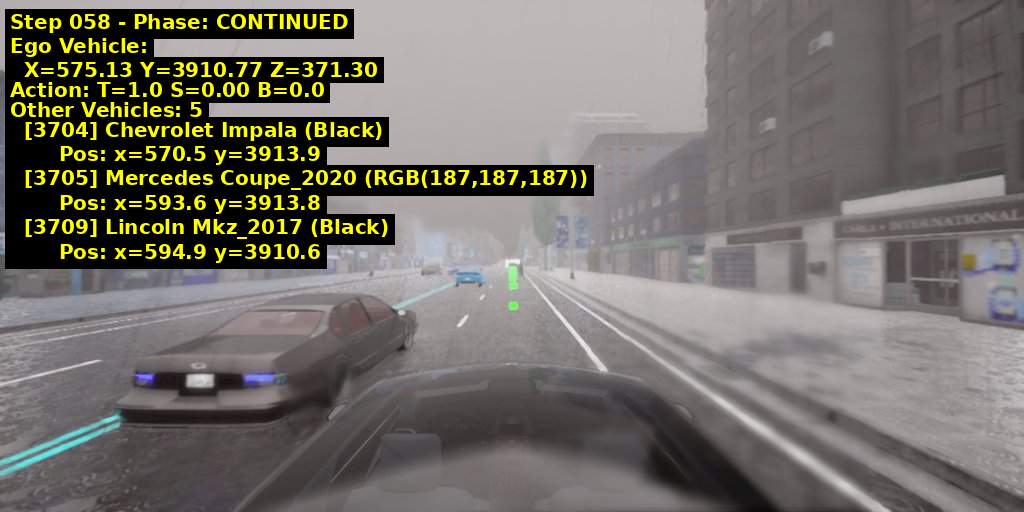 Step 058 - Phase: CONTINUED
Ego Vehicle:
X=575.13 Y=3910.77 Z=371.30
Action: T=1.0 S=0.00 B=0.0
Other Vehicles: 5
[3704] Chevrolet Impala (Black)
Pos: x=570.5 y=3913.9
[3705] Mercedes Coupe_2020 (RGB(187,187,187))
Pos: x=593.6 y=3913.8
[3709] Lincoln Mkz_2017 (Black)
Pos: x=594.9 y=3910.6
CARLA + INTERNATIONAL